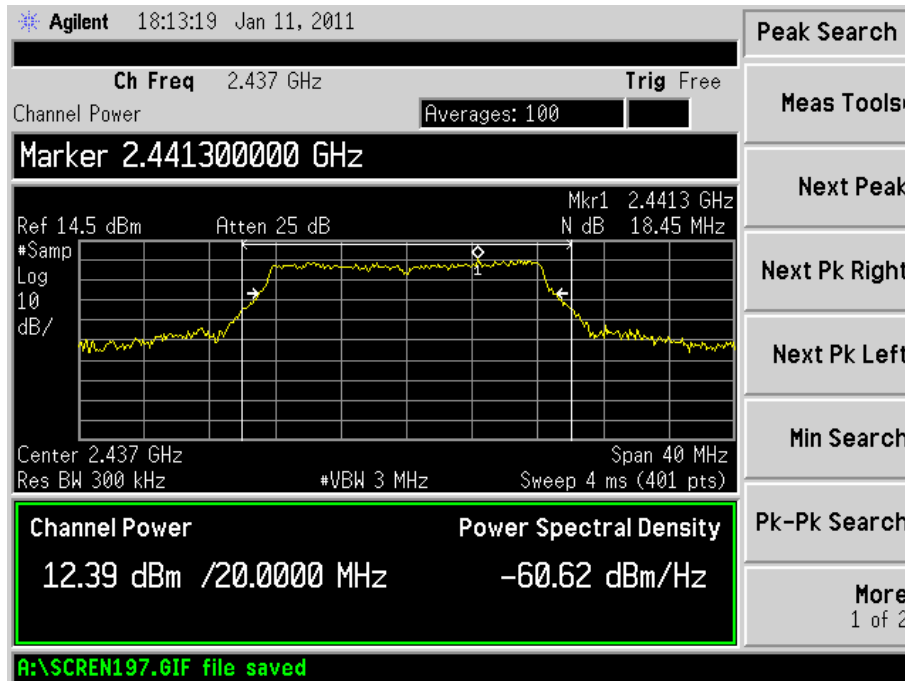 Agilent 18:13:19 Jan 11, 2011
Peak Search
Ch Freq 2.437 GHz Trig Free
Channel Power Averages: 100
Meas Tools
Marker 2.441300000 GHz
Next Peak
Mkr1 2.4413 GHz
Ref 14.5 dBm Atten 25 dB N dB 18.45 MHz
#Samp
Log
10
dB/
1
Next Pk Right
Next Pk Left
Min Search
Center 2.437 GHz Span 40 MHz
Res BW 300 kHz #VBW 3 MHz Sweep 4 ms (401 pts)
Channel Power Power Spectral Density
12.39 dBm /20.0000 MHz -60.62 dBm/Hz
Pk-Pk Search
More
1 of 2
A:\SCREN197.GIF file saved